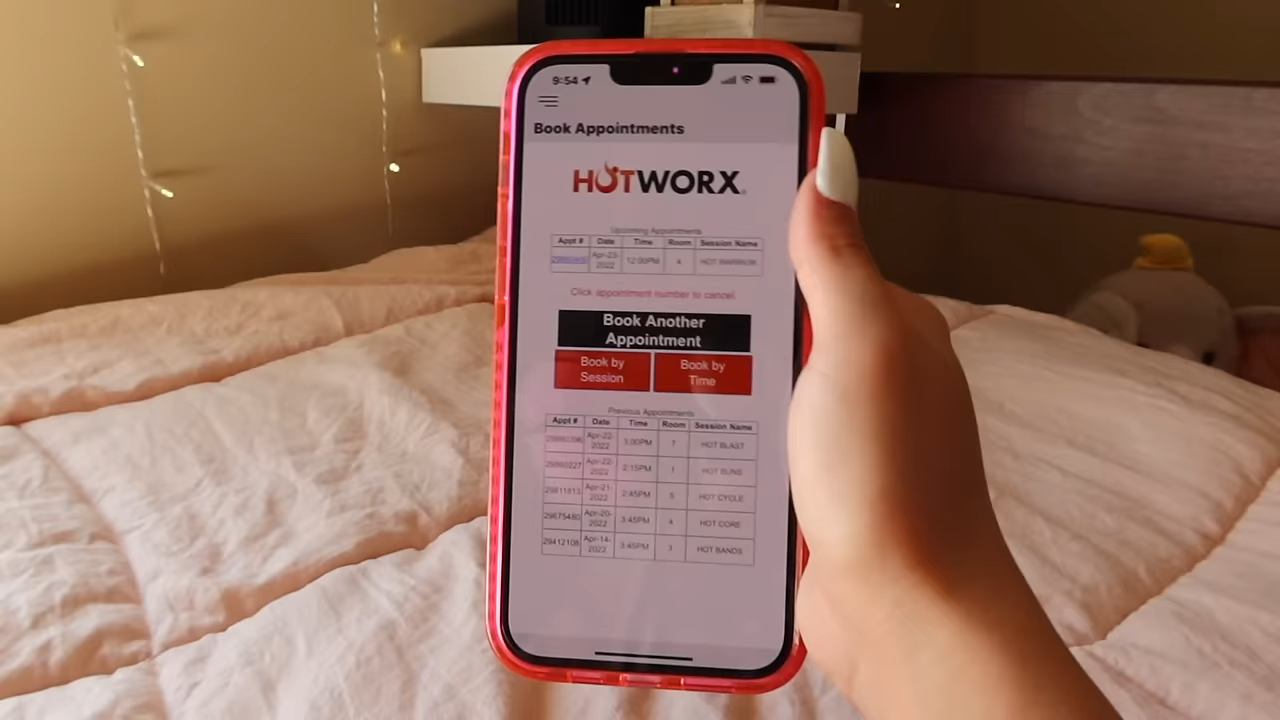 9:54
Book Appointments
HOTWORX
Upcoming Appointments
Appt # Date Time Room Session Name
Apr-23-2022 12:00PM 4 HOT WARRIOR
Click appointment number to cancel.
Book Another
Appointment
Book by
Session
Book by
Time
Previous Appointments
Appt # Date Time Room Session Name
Apr-22-2022 3:00PM 7 HOT BLAST
29880227 Apr-22-2022 2:15PM 1 HOT BUNS
29811813 Apr-21-2022 2:45PM 5 HOT CYCLE
29675480 Apr-20-2022 3:45PM 4 HOT CORE
29412108 Apr-14-2022 3:45PM 3 HOT BANDS